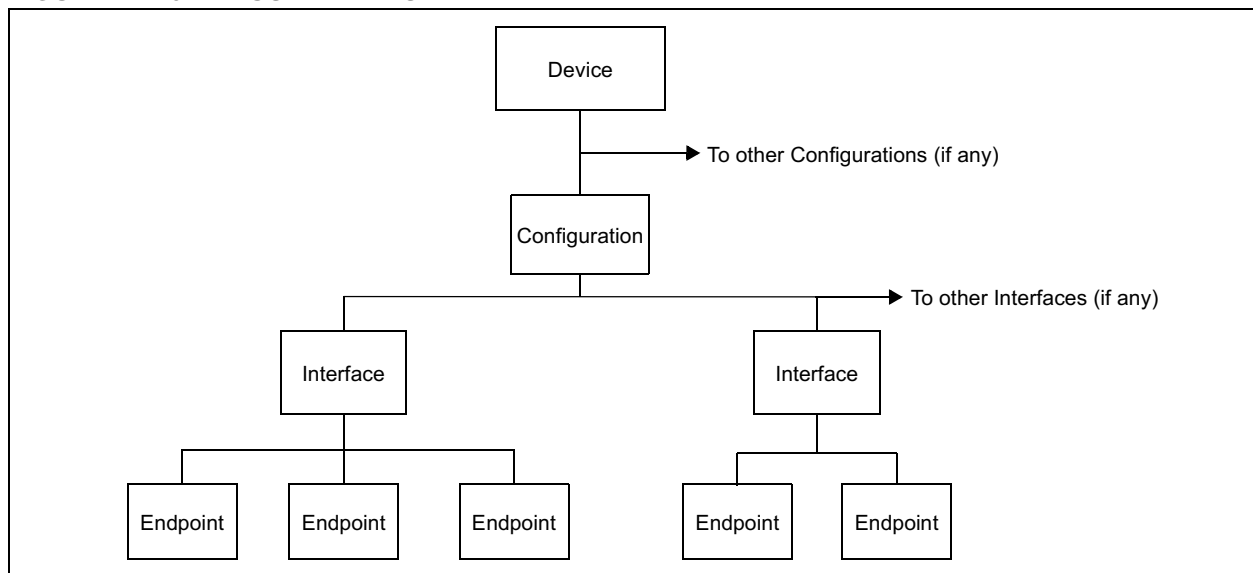 Device
To other Configurations (if any)
Configuration
To other Interfaces (if any)
Interface
Interface
Endpoint
Endpoint
Endpoint
Endpoint
Endpoint